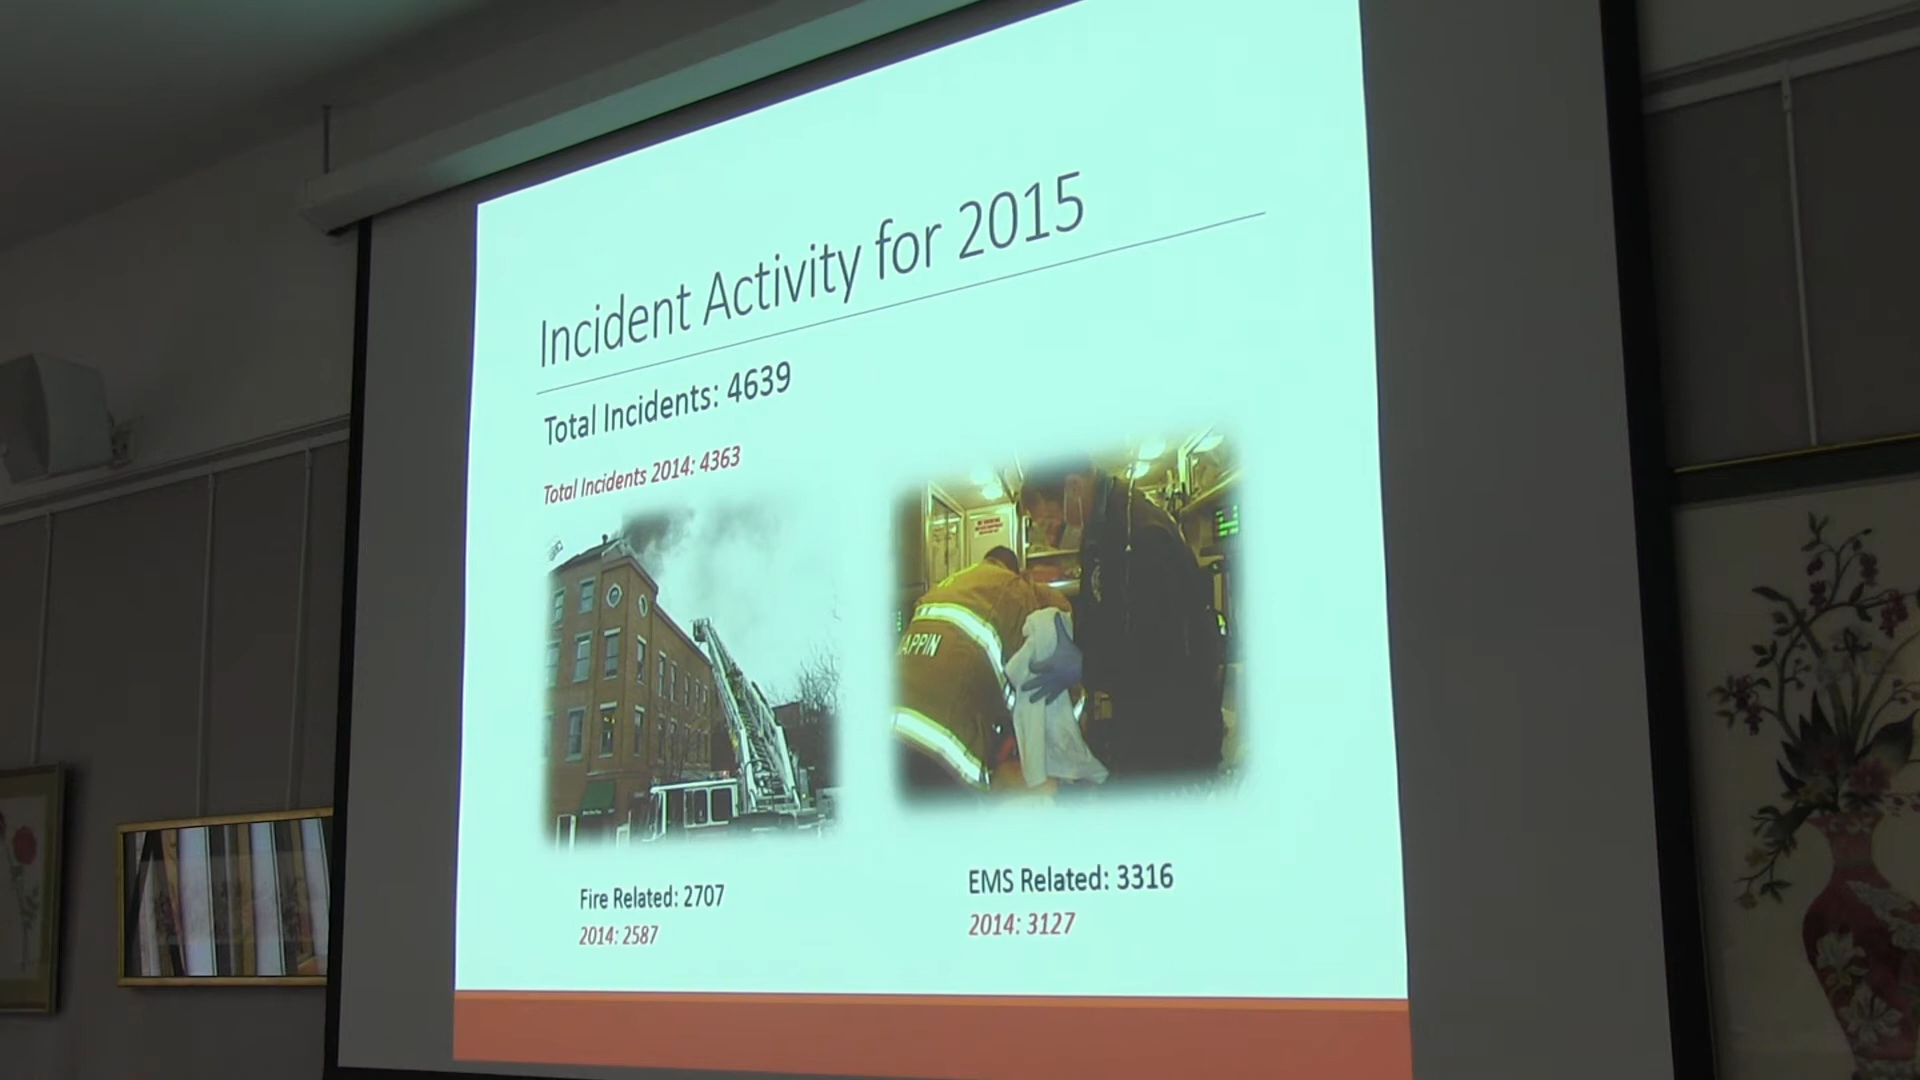 Incident Activity for 2015
Total Incidents: 4639
Total Incidents 2014: 4363
APPIN
Fire Related: 2707
2014: 2587
EMS Related: 3316
2014: 3127